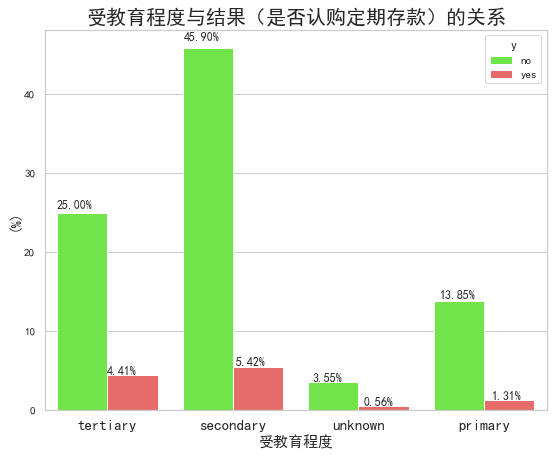 受教育程度与结果（是否认购定期存款）的关系
y
no
yes
(%)
40
30
20
10
0
25.00%
4.41%
45.90%
5.42%
3.55%
0.56%
13.85%
1.31%
tertiary
secondary
unknown
primary
受教育程度